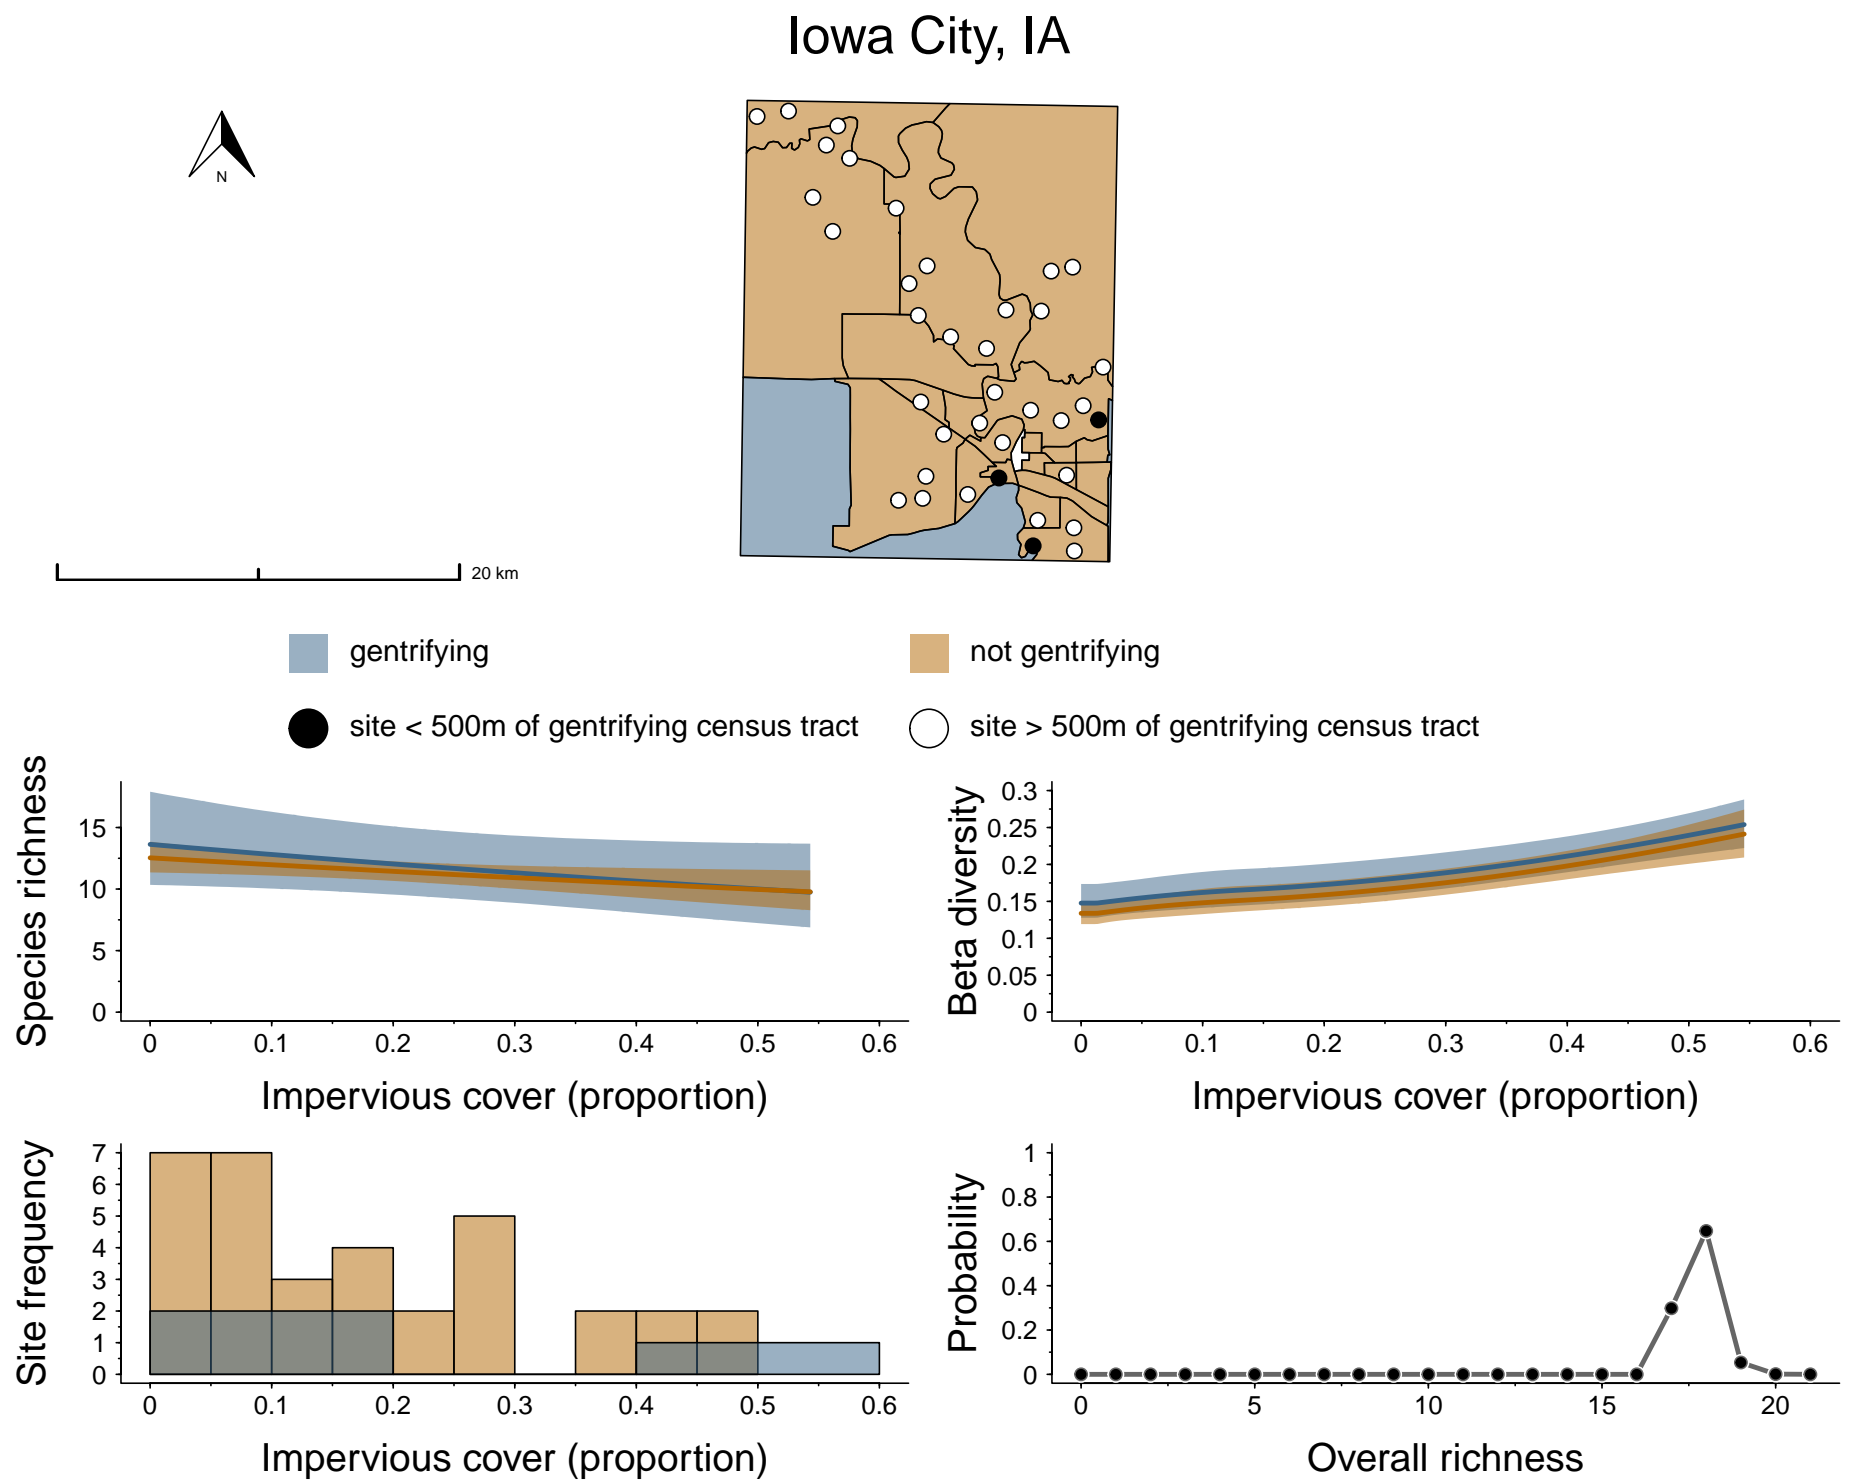 Iowa City, IA
N
20 km
gentrifying
not gentrifying
site < 500m of gentrifying census tract
site > 500m of gentrifying census tract
Species richness
15
10
5
0
0 0.1 0.2 0.3 0.4 0.5 0.6
Impervious cover (proportion)
Beta diversity
0.3
0.25
0.2
0.15
0.1
0.05
0
0 0.1 0.2 0.3 0.4 0.5 0.6
Impervious cover (proportion)
Site frequency
7
6
5
4
3
2
1
0
0 0.1 0.2 0.3 0.4 0.5 0.6
Impervious cover (proportion)
Probability
1
0.8
0.6
0.4
0.2
0
0 5 10 15 20
Overall richness